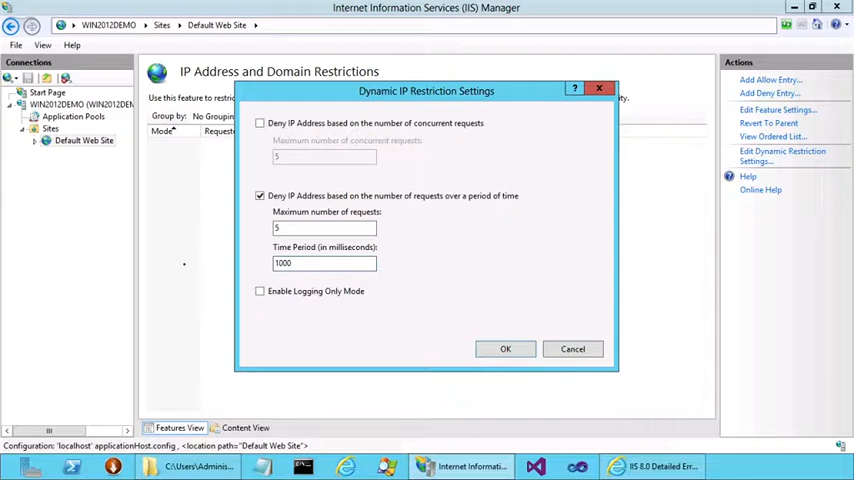 Internet Information Services (IIS) Manager
WIN2012DEMO ▸ Sites ▸ Default Web Site ▸
File View Help
Connections
Start Page
WIN2012DEMO (WIN2012DEM
Application Pools
Sites
Default Web Site
IP Address and Domain Restrictions
Use this feature to restri
ity.
Group by: No Grouping
Mode
Reques
Dynamic IP Restriction Settings
?
Deny IP Address based on the number of concurrent requests
Maximum number of concurrent requests:
5
Deny IP Address based on the number of requests over a period of time
Maximum number of requests:
5
Time Period (in milliseconds):
1000
Enable Logging Only Mode
OK
Cancel
Actions
Add Allow Entry...
Add Deny Entry...
Edit Feature Settings...
Revert To Parent
View Ordered List...
Edit Dynamic Restriction
Settings...
Help
Online Help
Features View
Content View
Configuration: 'localhost' applicationHost.config , <location path="Default Web Site">
C:\Users\Adminis...
Internet Informati...
IIS 8.0 Detailed Err...